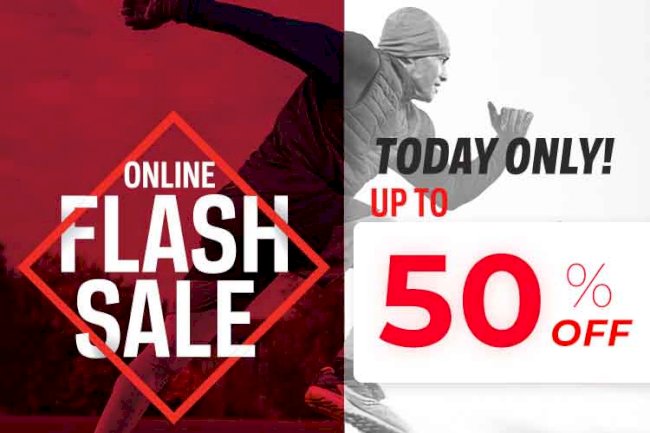 ONLINE
FLASH
SALE
TODAY ONLY!
UP TO
50%
OFF